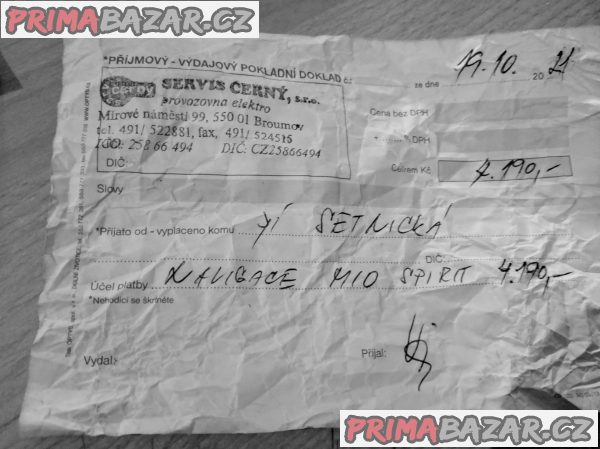 PRIMABAZAR.CZ
*PŘÍJMOVÝ - VÝDAJOVÝ POKLADNÍ DOKLAD č.
ze dne 19.10. 20 21
SERVIS ČERNÝ, s.r.o.
provozovna elektro
Mírové náměstí 99, 550 01 Broumov
tel. 491/ 522881, fax, 491/ 524515
IČO: 258 66 494 DIČ: CZ25866494
DIČ:
Cena bez DPH
% DPH
Celkem Kč 4.190,-
Slovy
*Přijato od - vyplaceno komu pí SETNICKÁ
DIČ:
Účel platby NAVIGACE MIO SPIRIT 4.190,-
*Nehodící se škrtněte
Vydal:
Přijal:
PRIMABAZAR.CZ